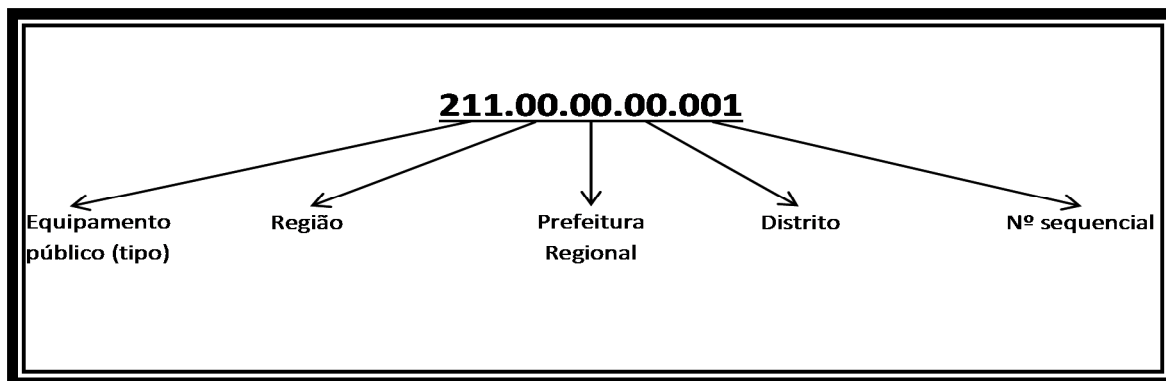 211.00.00.00.001
Equipamento público (tipo)
Região
Prefeitura Regional
Distrito
Nº sequencial